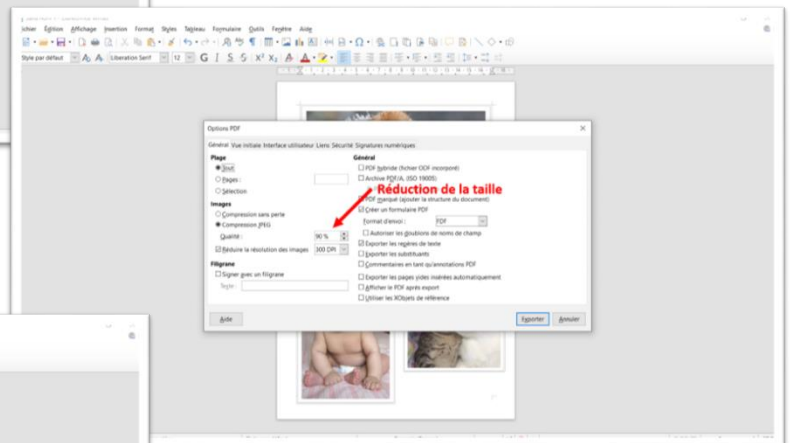 chier Édition Affichage Insertion Format Styles Tableau Formulaire Outils Fenêtre Aide
Style par défaut Liberation Serif 12 G I S S X² X₂
Options PDF
Général Vue initiale Interface utilisateur Liens Sécurité Signatures numériques
Plage
Tout
Pages :
Sélection
Images
Compression sans perte
Compression JPEG
Qualité : 90 %
Réduire la résolution des images 300 DPI
Filigrane
Signer avec un filigrane
Texte :
Général
PDF hybride (fichier ODF incorporé)
Archive PDF/A, (ISO 19005)
Réduction de la taille
PDF marqué (ajouter la structure du document)
Créer un formulaire PDF
Format d'envoi : FDF
Autoriser les doublons de noms de champ
Exporter les repères de texte
Exporter les substituants
Commentaires en tant qu'annotations PDF
Exporter les pages vides insérées automatiquement
Afficher le PDF après export
Utiliser les XObjets de référence
Aide Exporter Annuler